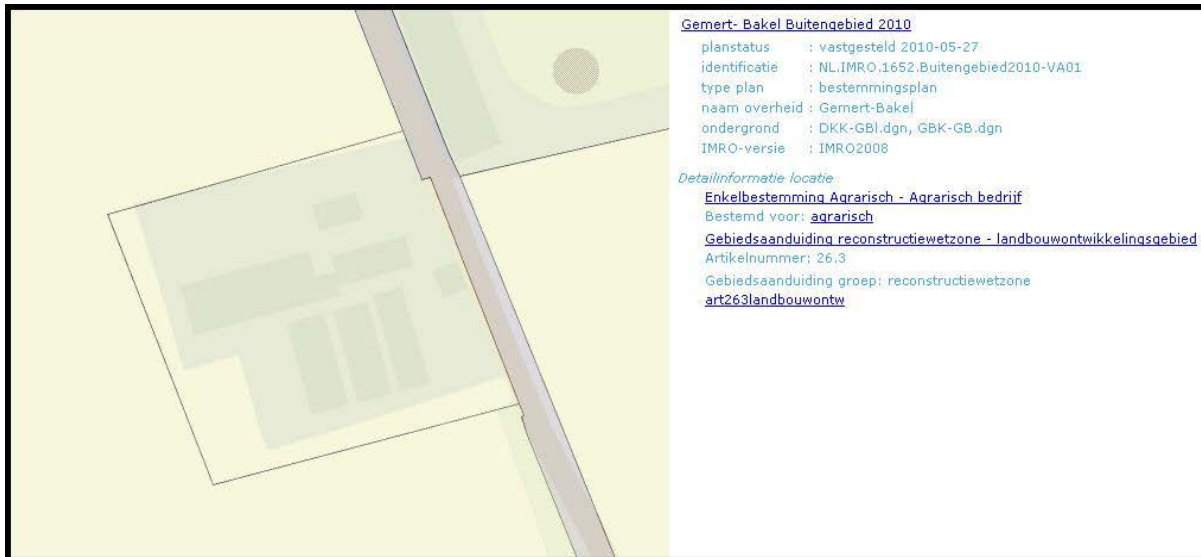 Gemert- Bakel Buitengebied 2010
planstatus : vastgesteld 2010-05-27
identificatie : NL.IMRO.1652.Buitengebied2010-VA01
type plan : bestemmingsplan
naam overheid : Gemert-Bakel
ondergrond : DKK-GBl.dgn, GBK-GB.dgn
IMRO-versie : IMRO2008
Detailinformatie locatie
Enkelbestemming Agrarisch - Agrarisch bedrijf
Bestemd voor: agrarisch
Gebiedsaanduiding reconstructiewetzone - landbouwontwikkelingsgebied
Artikelnummer: 26.3
Gebiedsaanduiding groep: reconstructiewetzone
art263landbouwontw